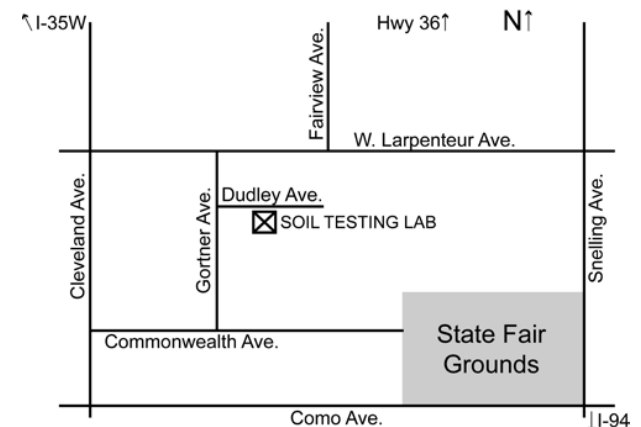 ↖I-35W
Hwy 36↑
N↑
Fairview Ave.
W. Larpenteur Ave.
Cleveland Ave.
Gortner Ave.
Dudley Ave.
SOIL TESTING LAB
Snelling Ave.
Commonwealth Ave.
State Fair
Grounds
Como Ave.
↓I-94